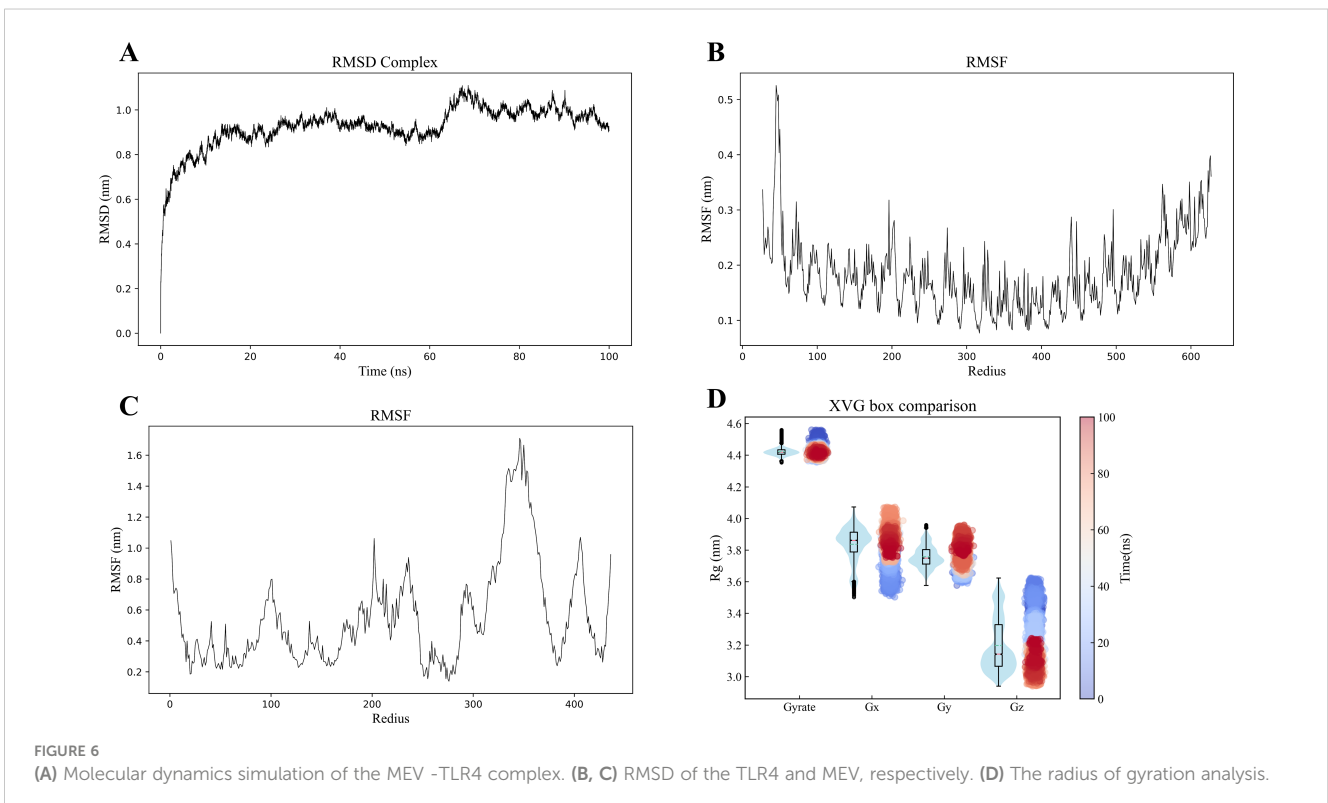 A
RMSD Complex
1.0
0.8
0.6
0.4
0.2
0.0
RMSD (nm)
0 20 40 60 80 100
Time (ns)
B
RMSF
0.5
0.4
0.3
0.2
0.1
RMSF (nm)
0 100 200 300 400 500 600
Redius
C
RMSF
1.6
1.4
1.2
1.0
0.8
0.6
0.4
0.2
RMSF (nm)
0 100 200 300 400
Redius
D
XVG box comparison
4.6
4.4
4.2
4.0
3.8
3.6
3.4
3.2
3.0
Rg (nm)
Gyrate Gx Gy Gz
100
80
60
40
20
0
Time(ns)
FIGURE 6
(A) Molecular dynamics simulation of the MEV -TLR4 complex. (B, C) RMSD of the TLR4 and MEV, respectively. (D) The radius of gyration analysis.